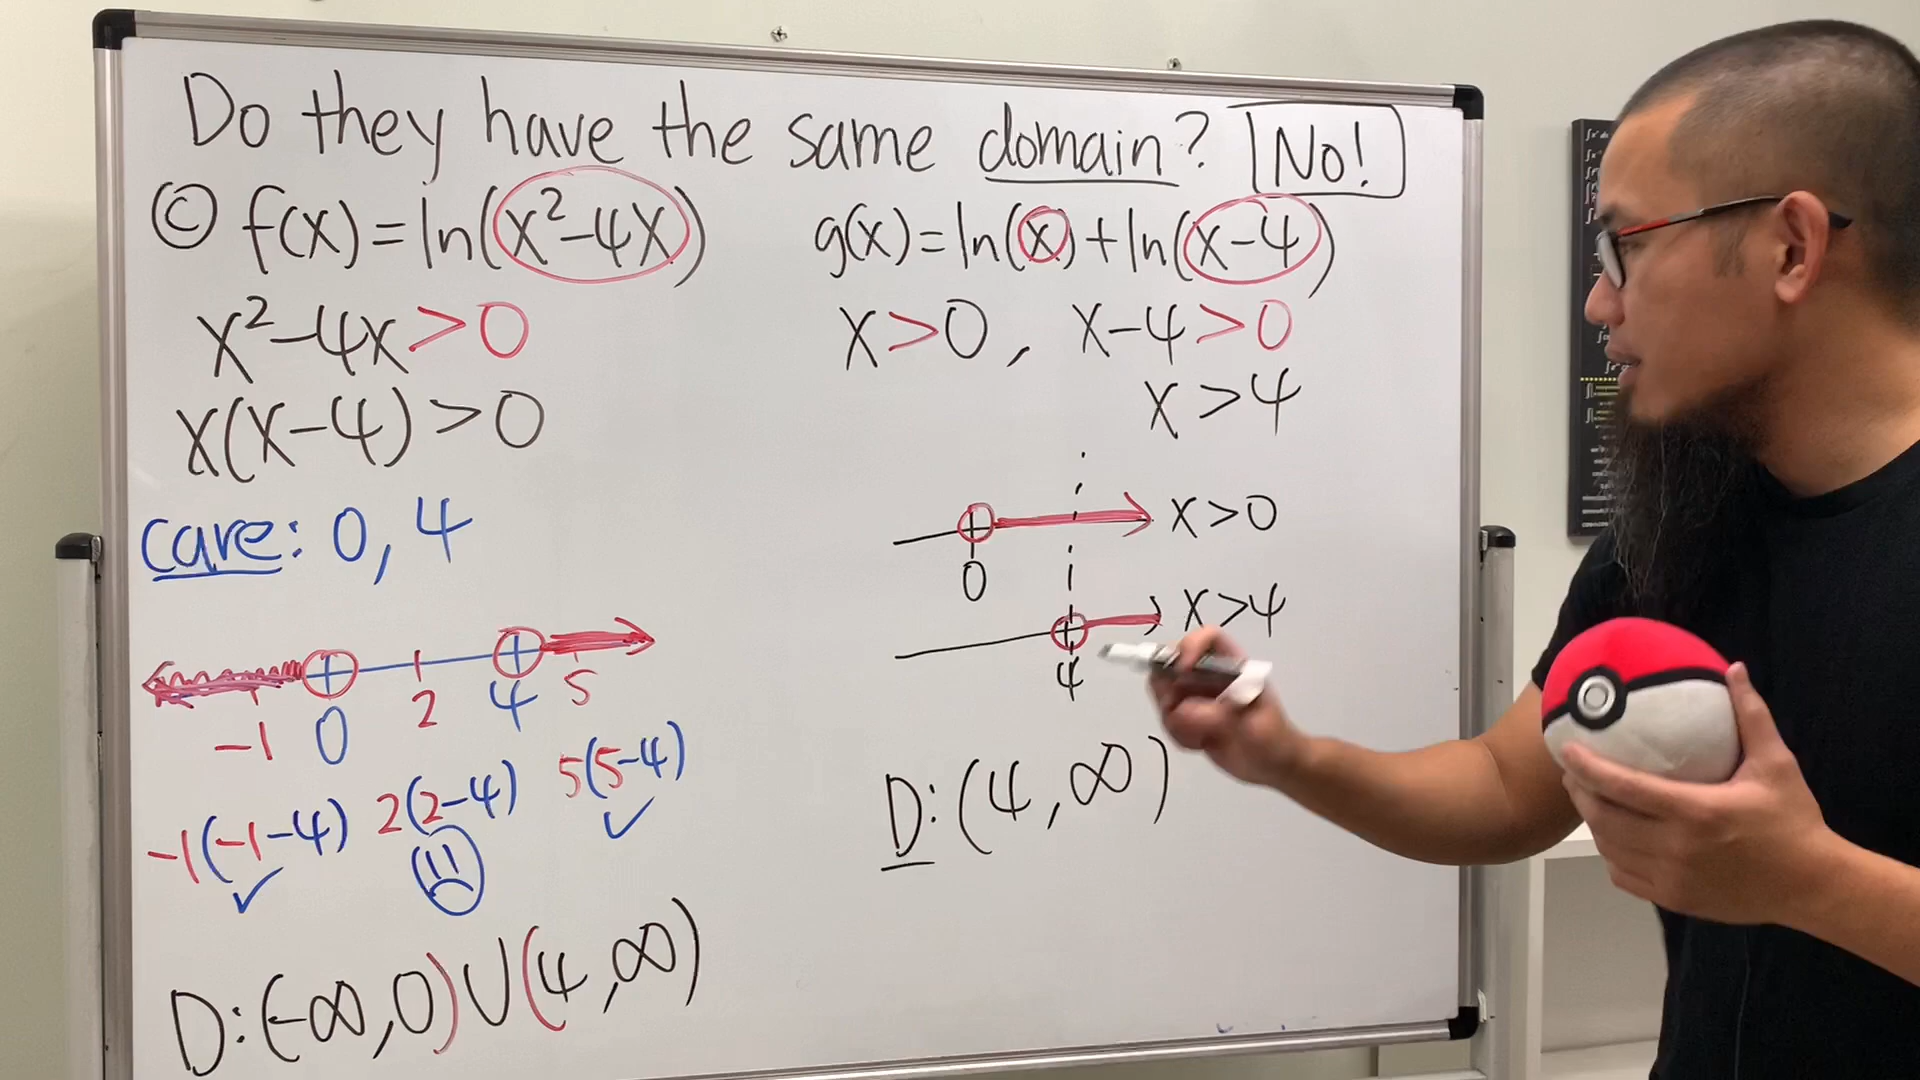 Do they have the same domain? No!
© f(x)=ln(x²-4x)
x²-4x>0
x(x-4)>0
care: 0, 4
-1 0 2 4 5
-1(-1-4) 2(2-4) 5(5-4)
✓ ✓
D: (-∞,0)∪(4,∞)
g(x)=ln(x)+ln(x-4)
x>0, x-4>0
x>4
x>0
0
x>4
4
D: (4,∞)